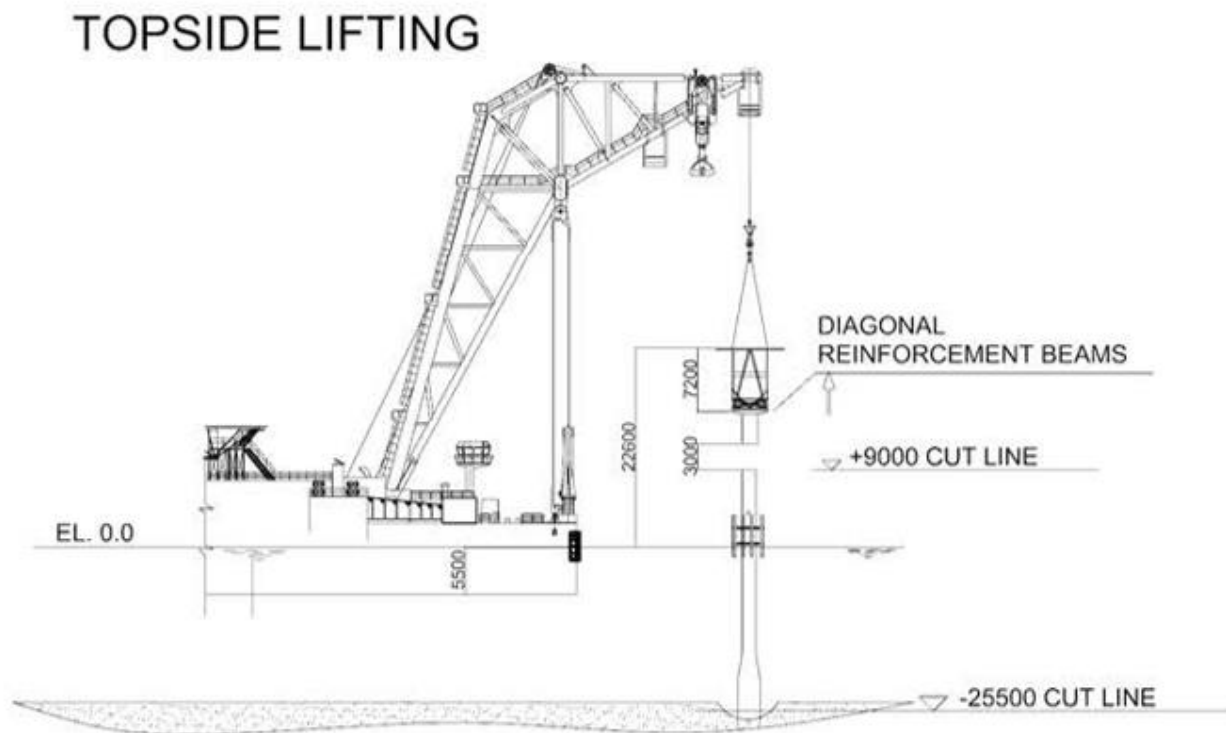 TOPSIDE LIFTING
DIAGONAL
REINFORCEMENT BEAMS
7200
22600
3000
+9000 CUT LINE
EL. 0.0
5500
-25500 CUT LINE